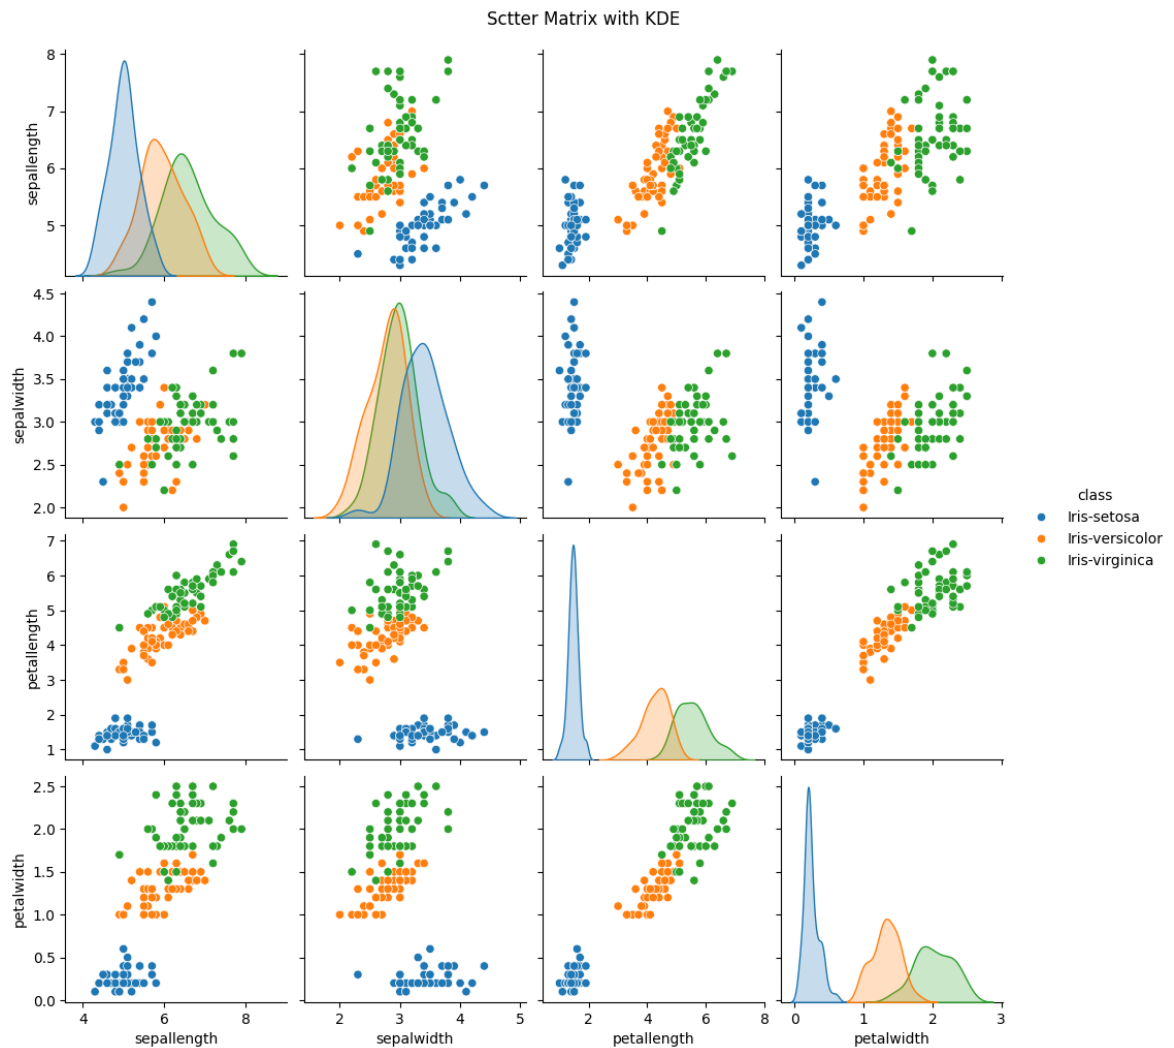 Sctter Matrix with KDE
8
7
6
5
sepallength
4.5
4.0
3.5
3.0
2.5
2.0
sepalwidth
class
Iris-setosa
Iris-versicolor
Iris-virginica
7
6
5
4
3
2
1
petallength
2.5
2.0
1.5
1.0
0.5
0.0
petalwidth
4 6 8
sepallength
2 3 4 5
sepalwidth
2 4 6 8
petallength
0 1 2 3
petalwidth